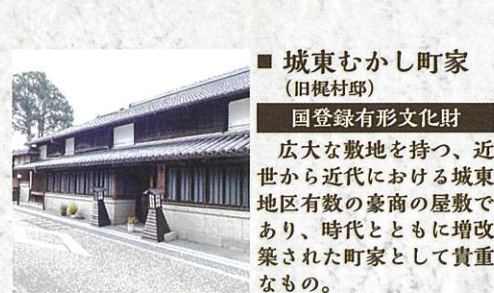 ■ 城東むかし町家
（旧梶村邸）
国登録有形文化財
広大な敷地を持つ、近
世から近代における城東
地区有数の豪商の屋敷で
あり、時代とともに増改
築された町家として貴重
なもの。